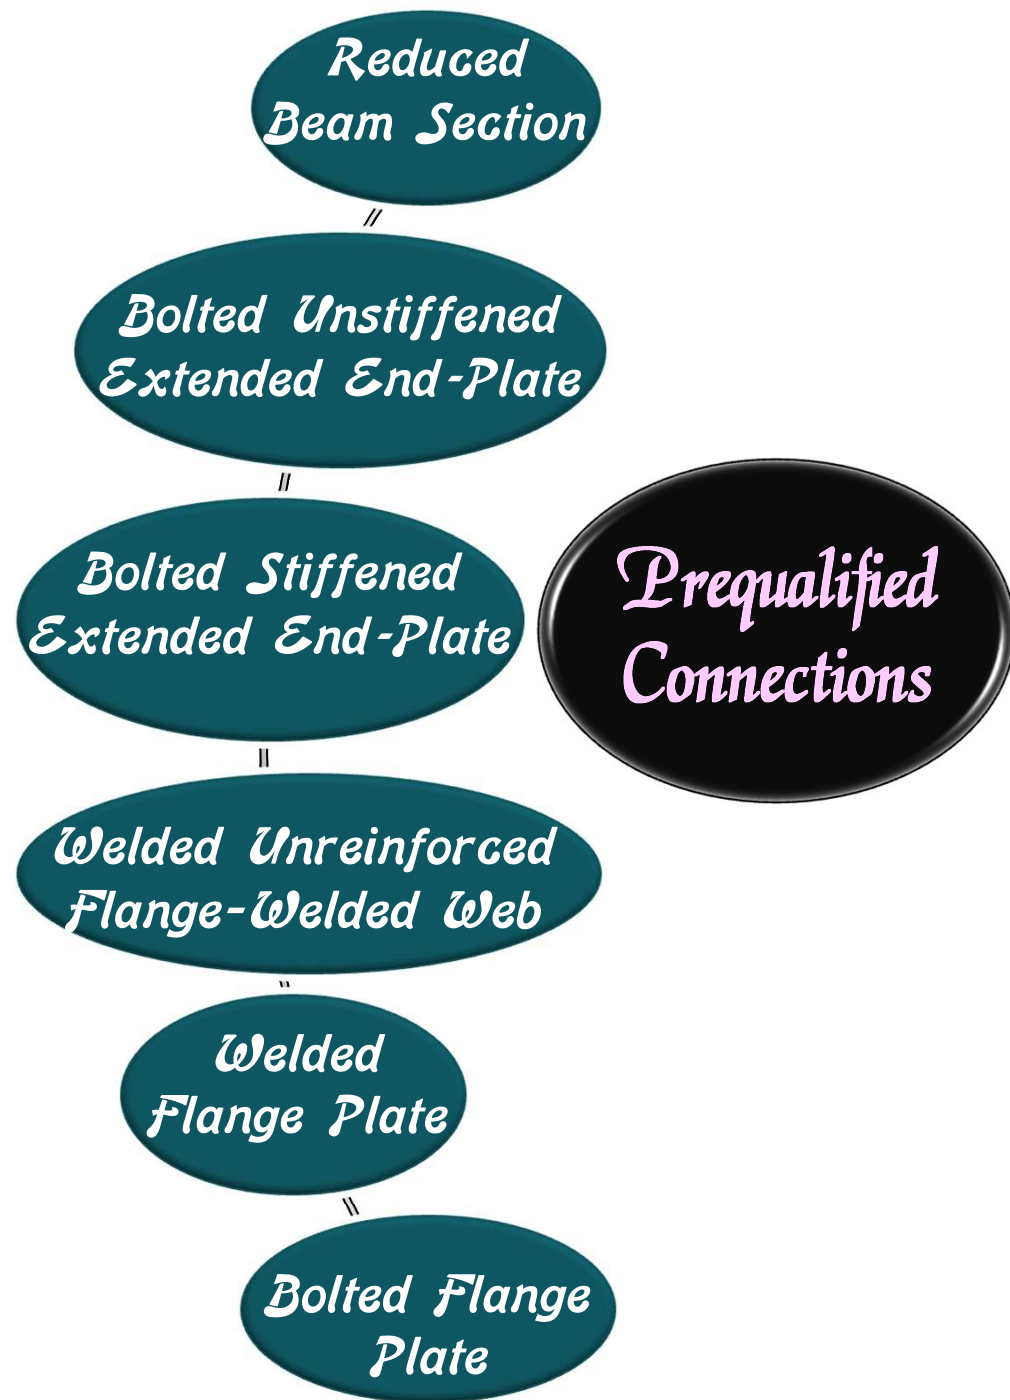 Reduced
Beam Section
Bolted Unstiffened
Extended End-Plate
Bolted Stiffened
Extended End-Plate
Prequalified
Connections
Welded Unreinforced
Flange-Welded Web
Welded
Flange Plate
Bolted Flange
Plate